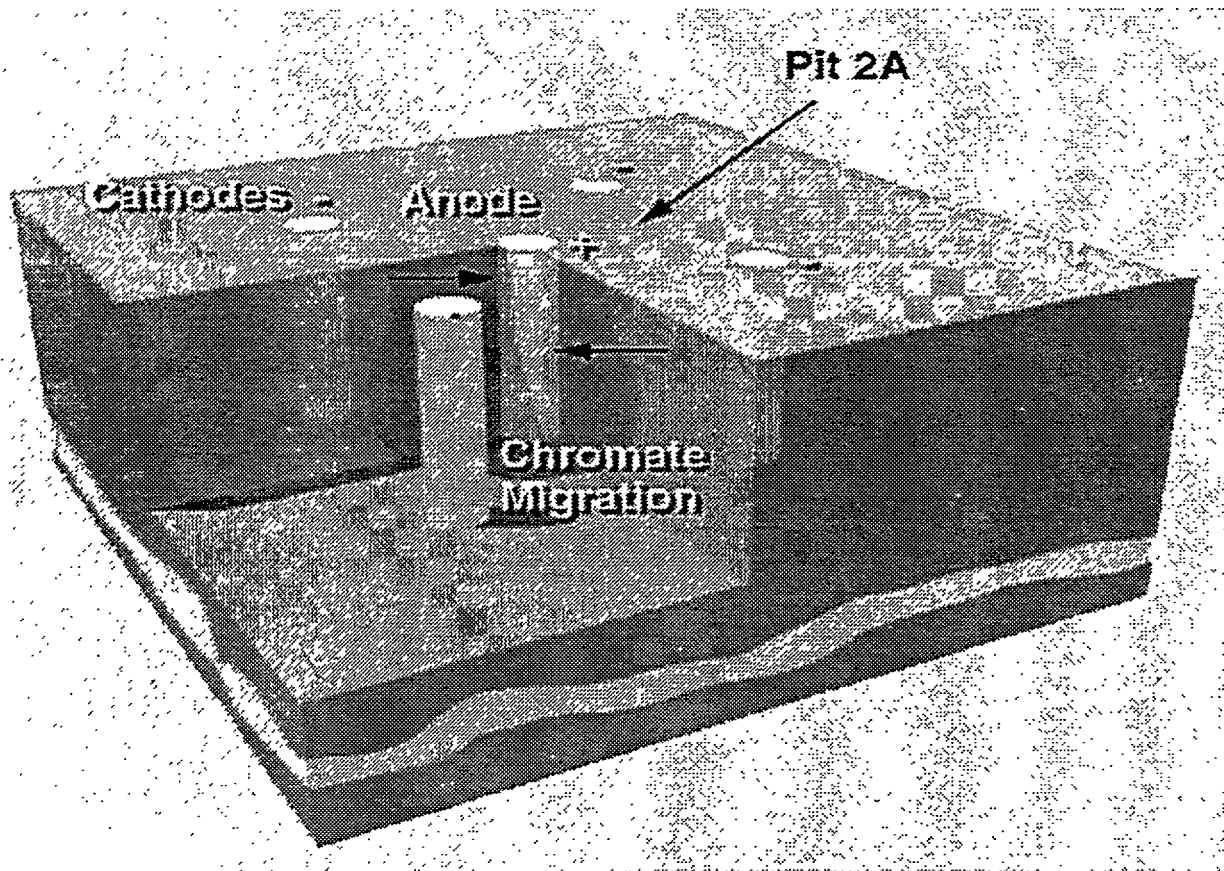 Pit 2A
-
Cathodes -
Anode
+
-
-
Chromate
Migration